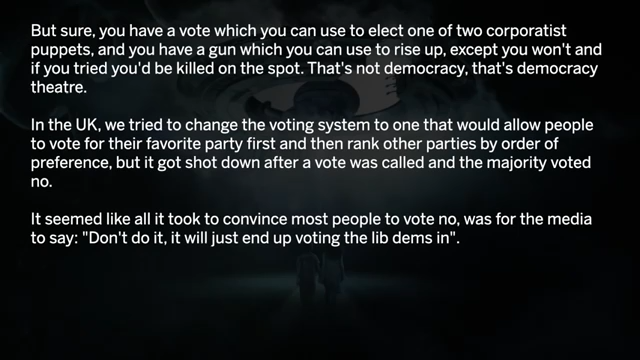 But sure, you have a vote which you can use to elect one of two corporatist
puppets, and you have a gun which you can use to rise up, except you won't and
if you tried you'd be killed on the spot. That's not democracy, that's democracy
theatre.
In the UK, we tried to change the voting system to one that would allow people
to vote for their favorite party first and then rank other parties by order of
preference, but it got shot down after a vote was called and the majority voted
no.
It seemed like all it took to convince most people to vote no, was for the media
to say: "Don't do it, it will just end up voting the lib dems in".